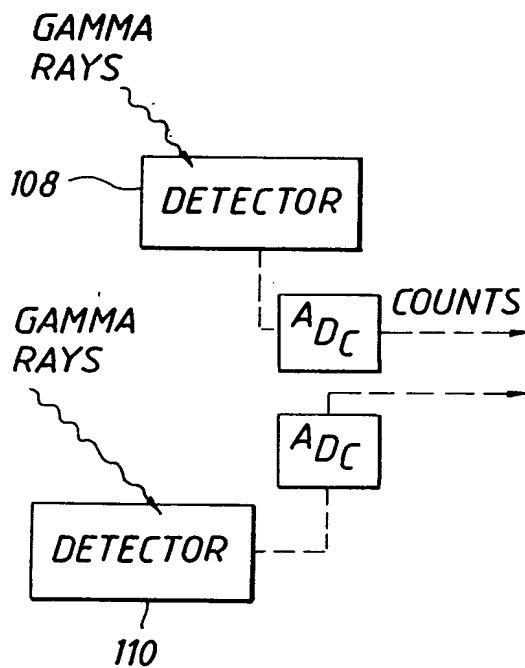 GAMMA
RAYS
108
DETECTOR
ADC
COUNTS
GAMMA
RAYS
ADC
DETECTOR
110